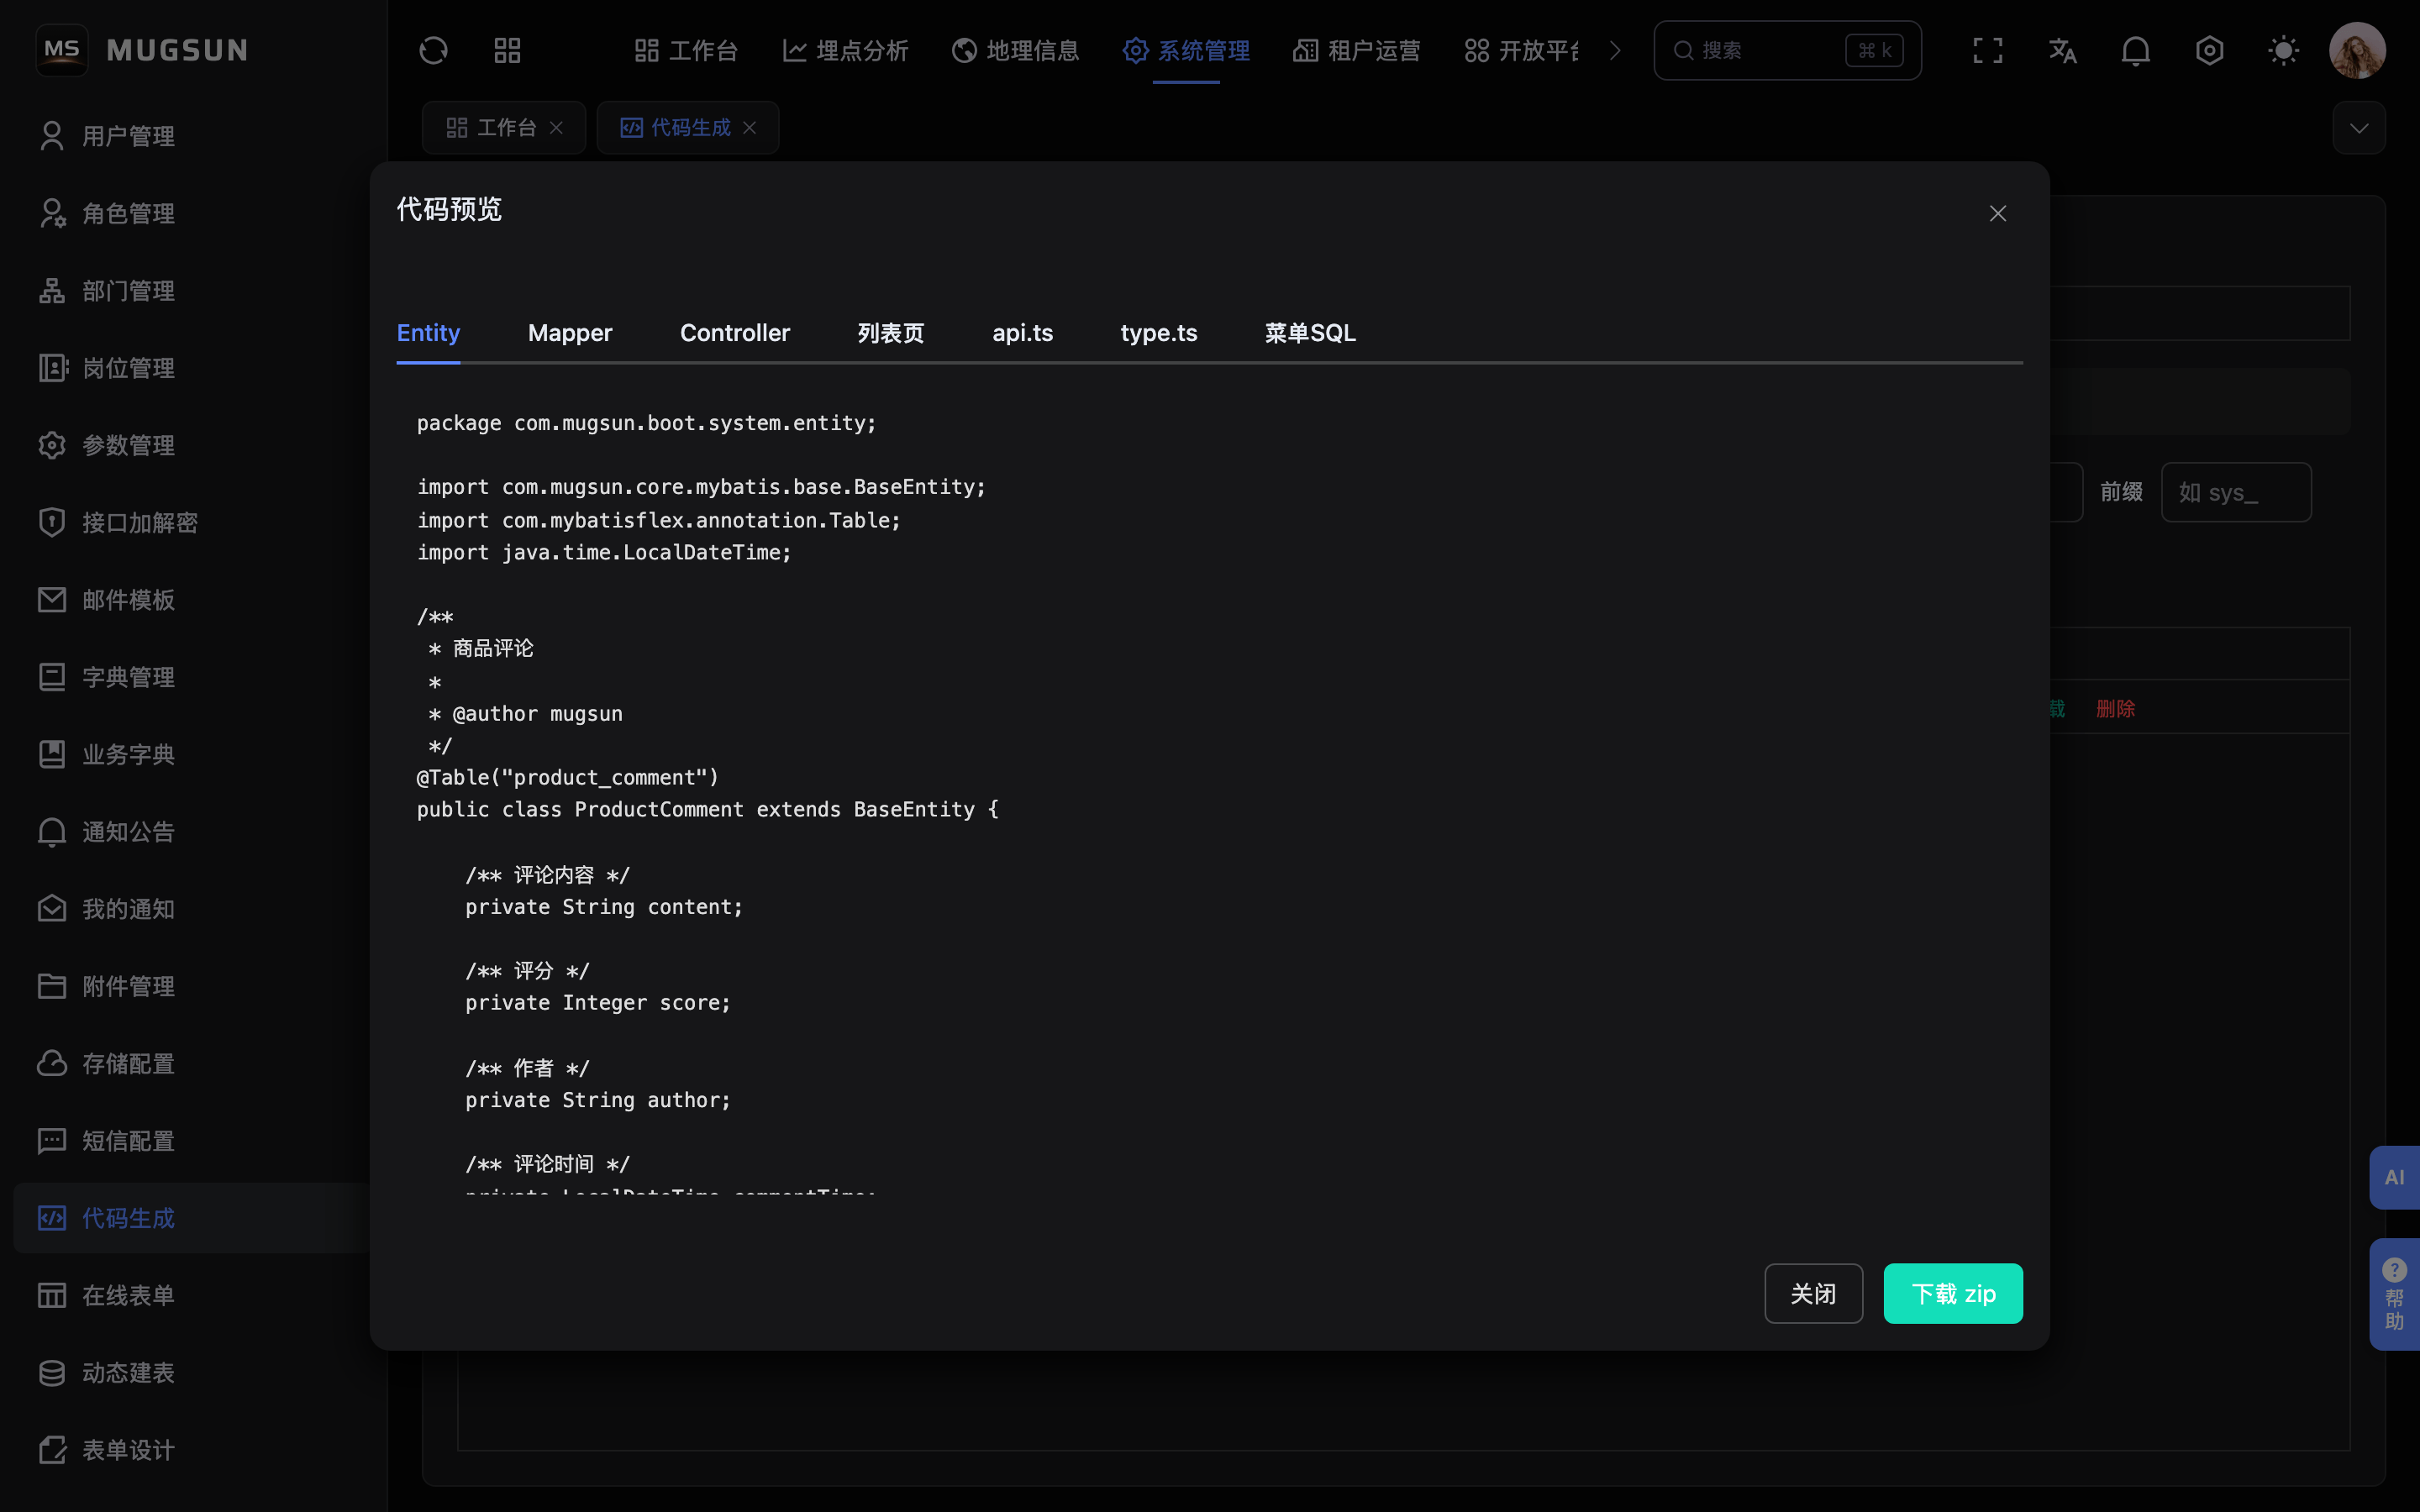 MS MUGSUN
工作台
埋点分析
地理信息
系统管理
租户运营
开放平台
搜索
⌘ k
工作台
代码生成
用户管理
角色管理
部门管理
岗位管理
参数管理
接口加解密
邮件模板
字典管理
业务字典
通知公告
我的通知
附件管理
存储配置
短信配置
代码生成
在线表单
动态建表
表单设计
代码预览
Entity
Mapper
Controller
列表页
api.ts
type.ts
菜单SQL
package com.mugsun.boot.system.entity;
import com.mugsun.core.mybatis.base.BaseEntity;
import com.mybatisflex.annotation.Table;
import java.time.LocalDateTime;
/**
* 商品评论
*
* @author mugsun
*/
@Table("product_comment")
public class ProductComment extends BaseEntity {
/** 评论内容 */
private String content;
/** 评分 */
private Integer score;
/** 作者 */
private String author;
/** 评论时间 */
private LocalDateTime commentTime;
关闭
下载 zip
前缀
如 sys_
载
删除
AI
?
帮
助